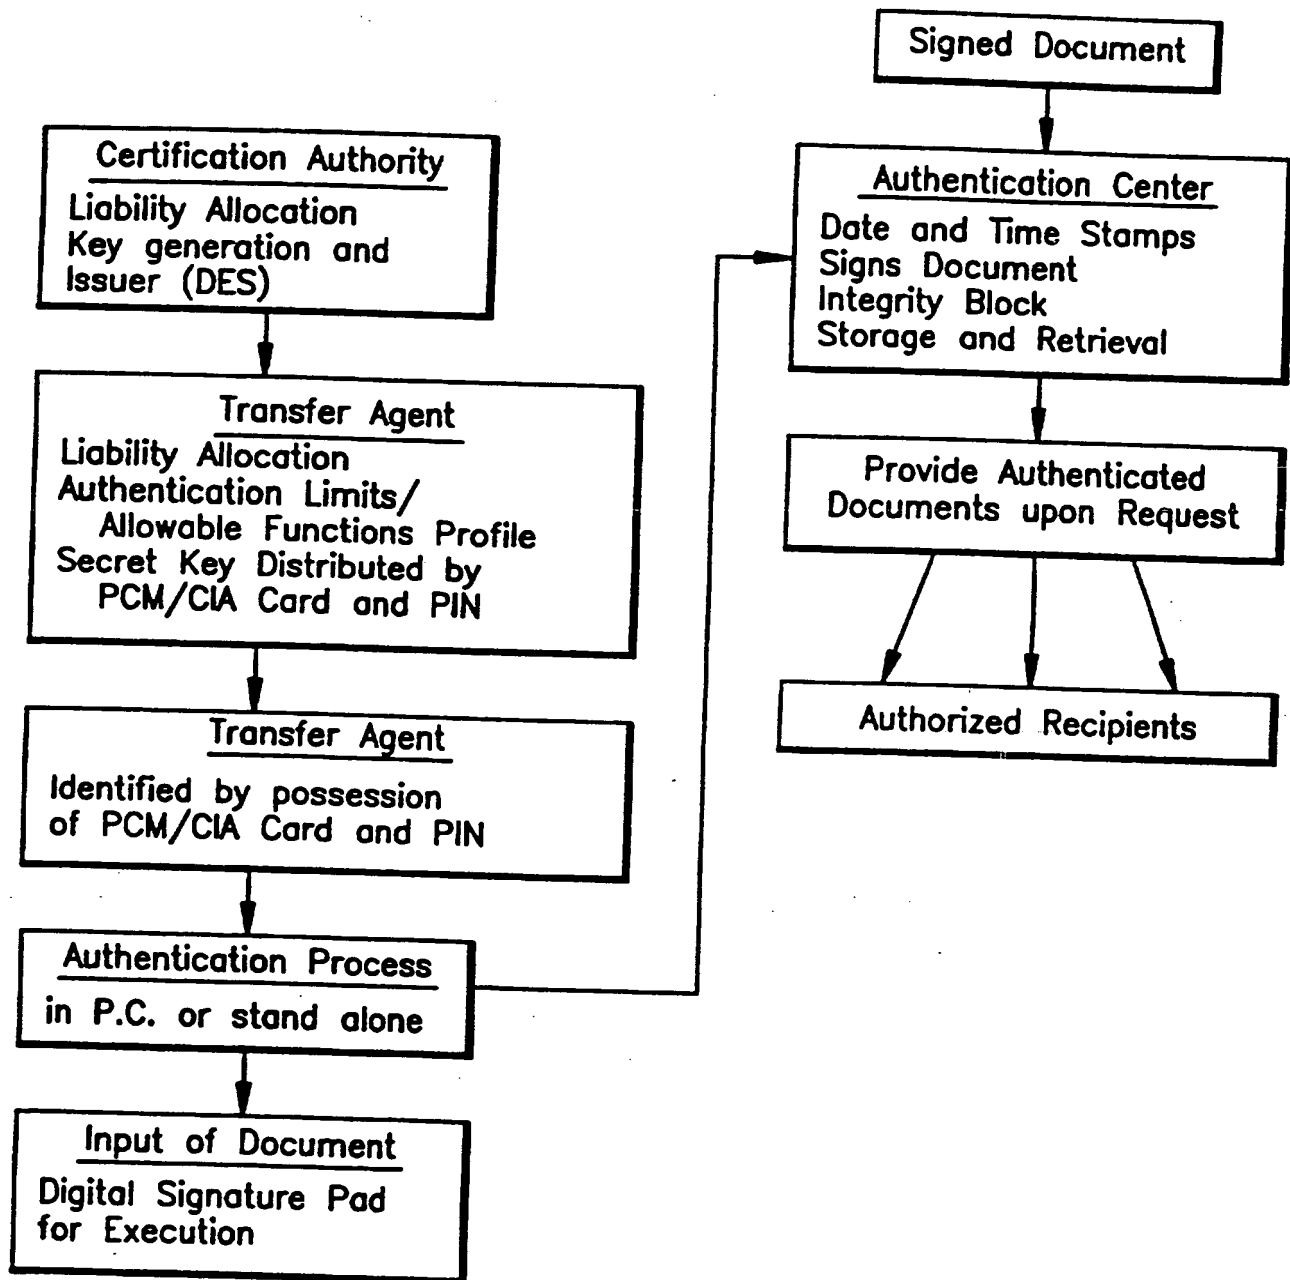 Certification Authority
Liability Allocation
Key generation and
Issuer (DES)
Transfer Agent
Liability Allocation
Authentication Limits/
Allowable Functions Profile
Secret Key Distributed by
PCM/CIA Card and PIN
Transfer Agent
Identified by possession
of PCM/CIA Card and PIN
Authentication Process
in P.C. or stand alone
Input of Document
Digital Signature Pad
for Execution
Signed Document
Authentication Center
Date and Time Stamps
Signs Document
Integrity Block
Storage and Retrieval
Provide Authenticated
Documents upon Request
Authorized Recipients